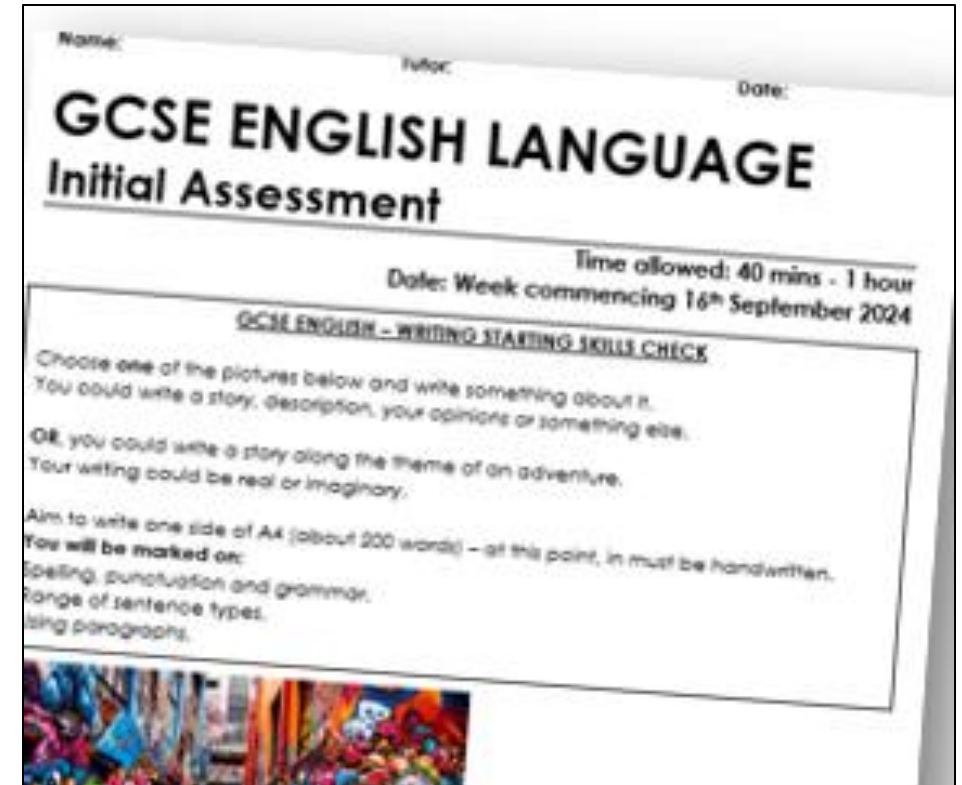 Name:
Tutor:
Date:
GCSE ENGLISH LANGUAGE
Initial Assessment
Time allowed: 40 mins - 1 hour
Date: Week commencing 16th September 2024
GCSE ENGLISH – WRITING STARTING SKILLS CHECK
Choose one of the pictures below and write something about it.
You could write a story, description, your opinions or something else.
OR, you could write a story along the theme of an adventure.
Your writing could be real or imaginary.
Aim to write one side of A4 (about 200 words) – at this point, in must be handwritten.
You will be marked on:
Spelling, punctuation and grammar.
Range of sentence types.
Using paragraphs.